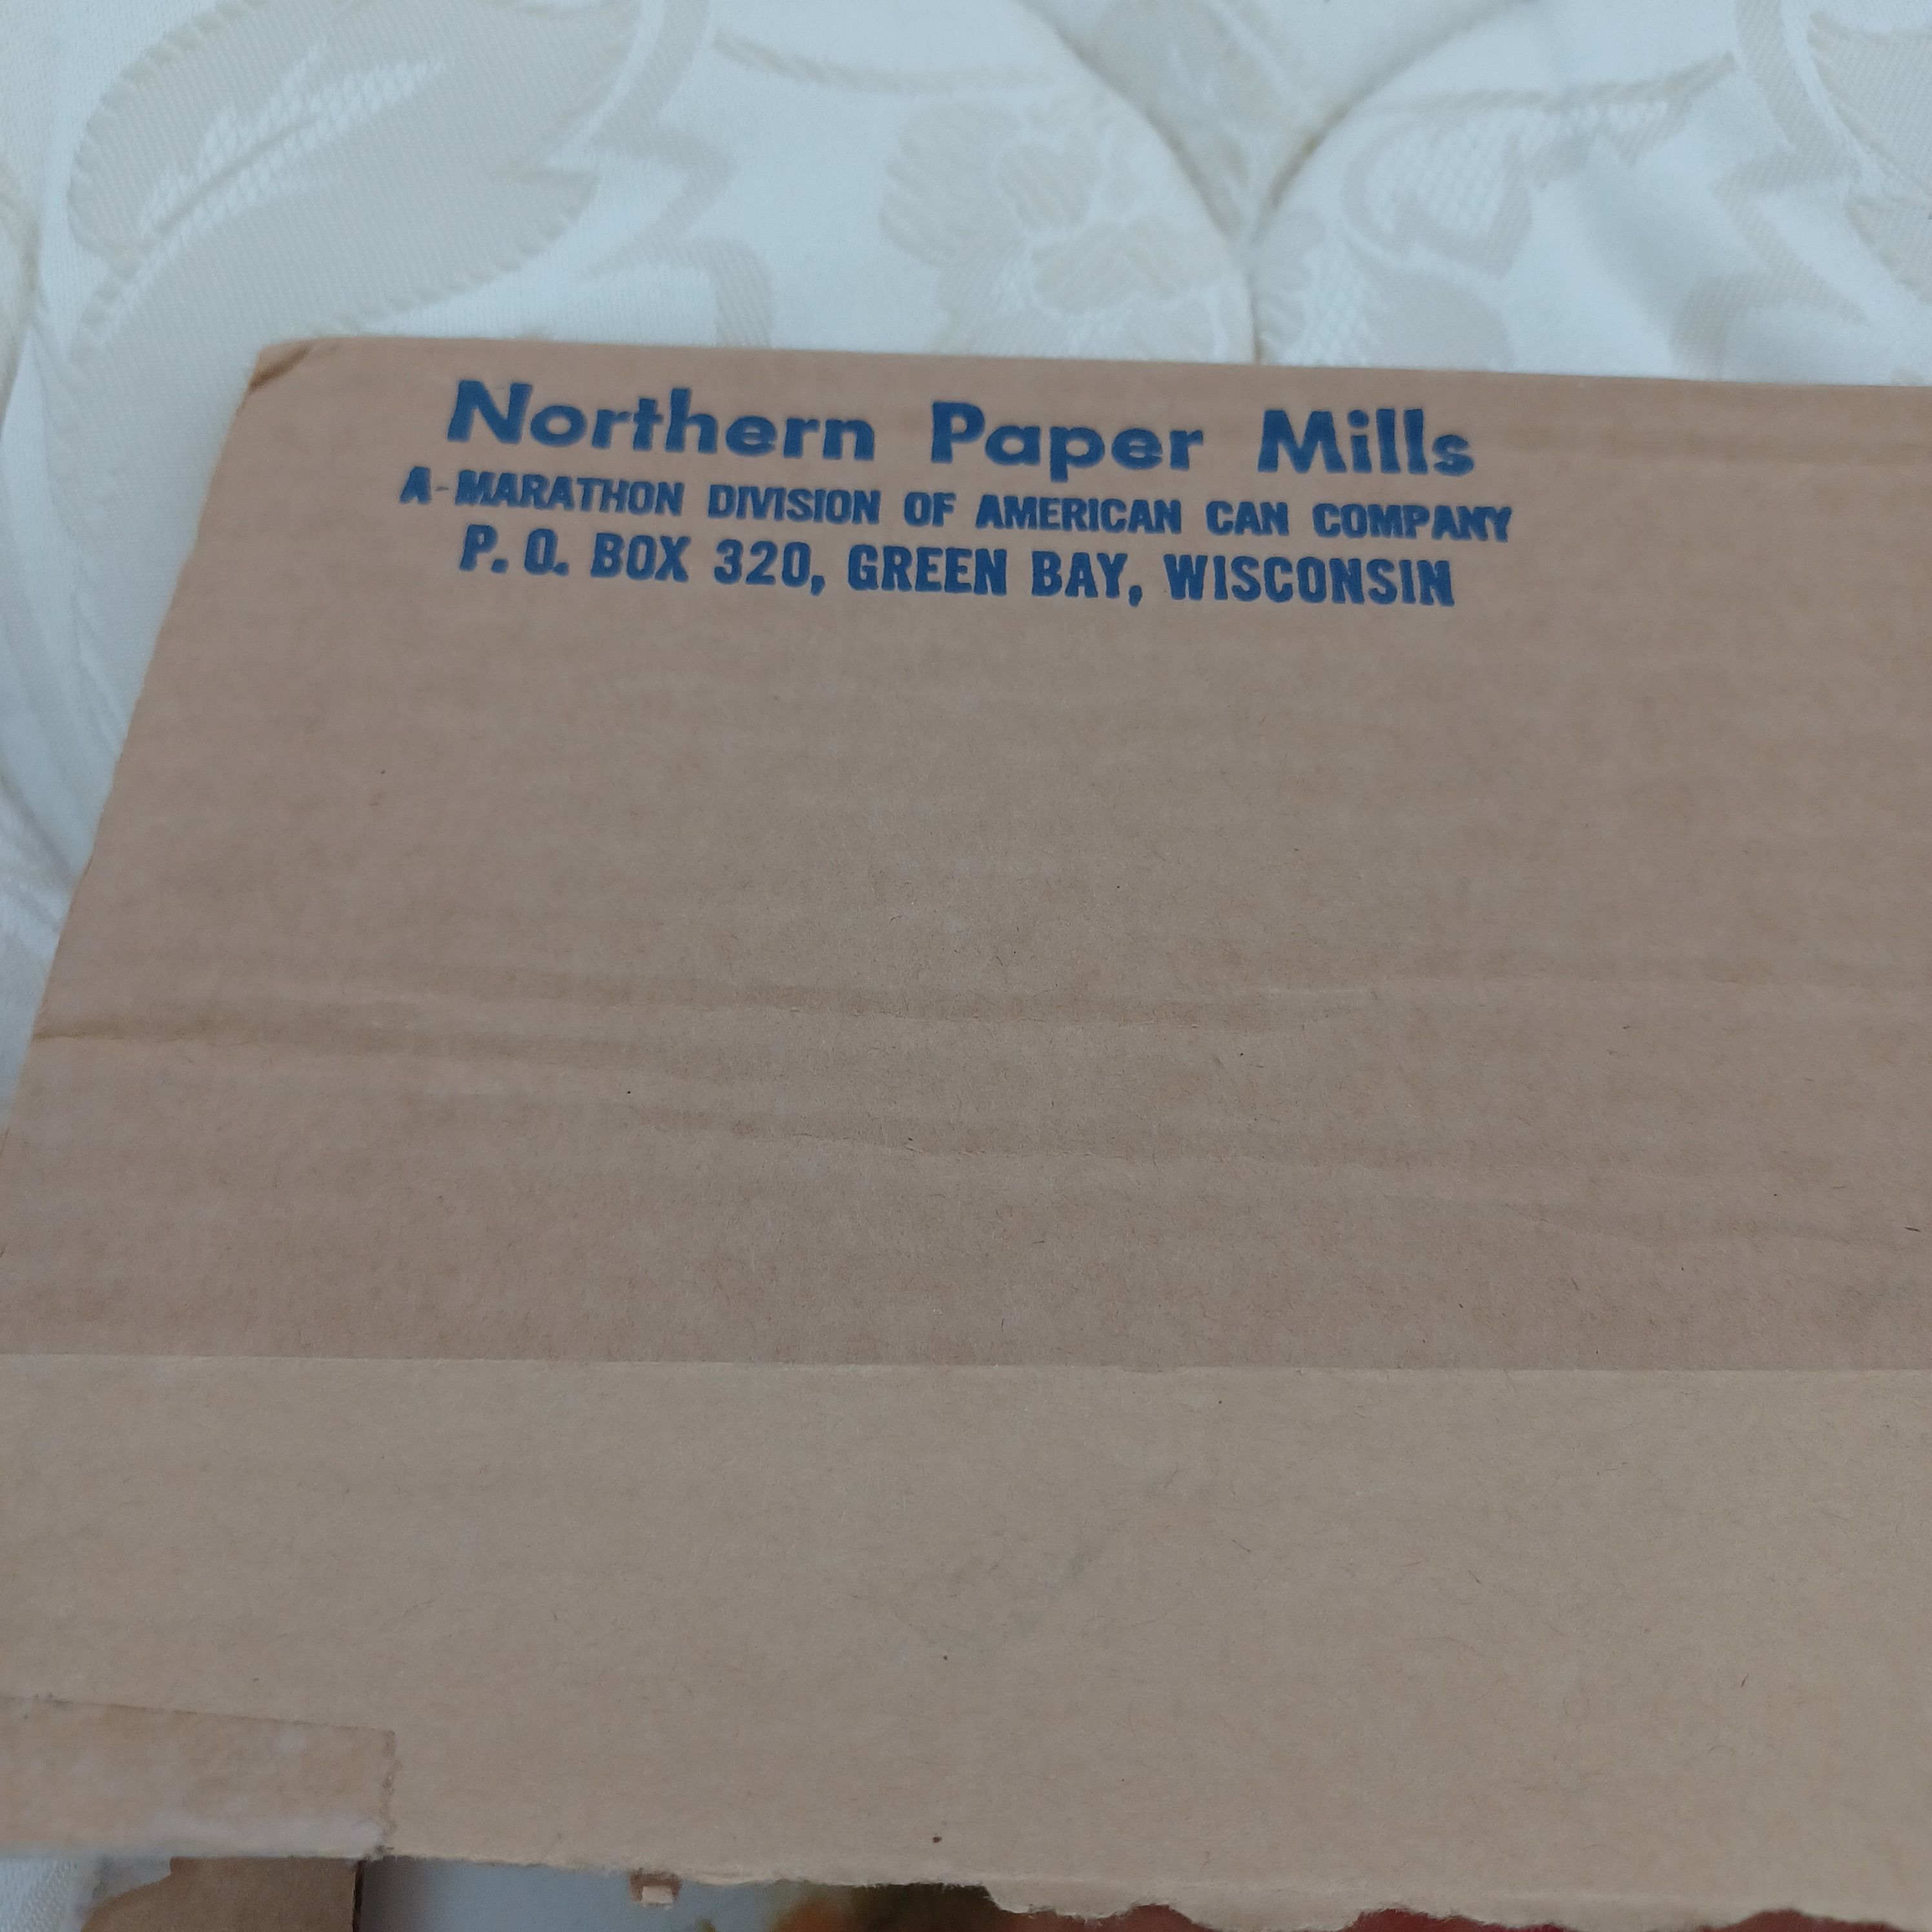 Northern Paper Mills
A-MARATHON DIVISION OF AMERICAN CAN COMPANY
P. O. BOX 320, GREEN BAY, WISCONSIN